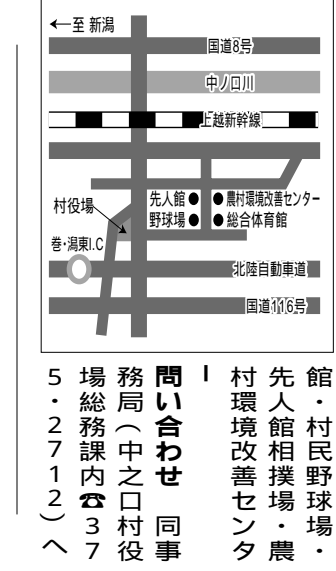 ←至 新潟
国道8号
中ノ口川
上越新幹線
村役場
先人館●
●農村環境改善センター
野球場●
●総合体育館
巻・潟東I.C
北陸自動車道
国道116号
館・村民野球場・
先人館相撲場・農
村環境改善センタ
ー
問い合わせ　同事
務局（中之口村役
場総務課内☎37
5・2712）へ